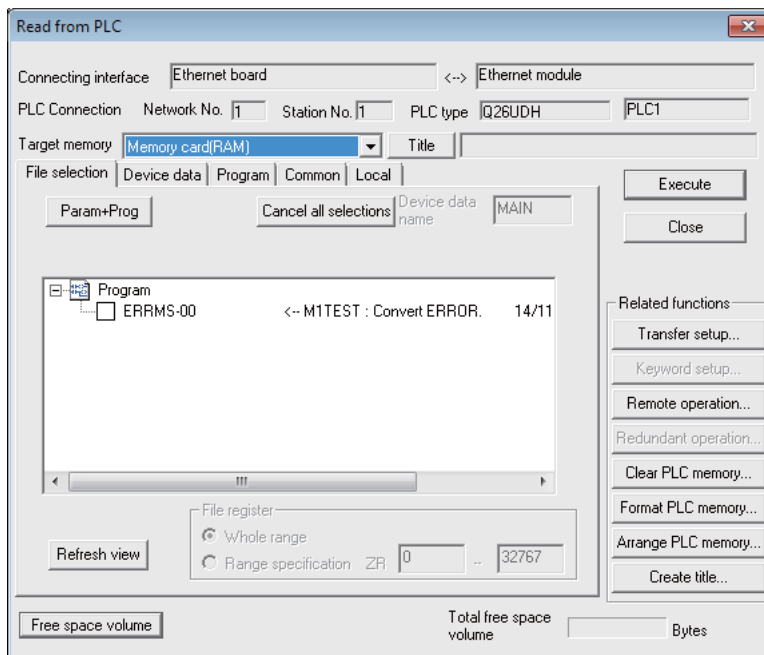 Read from PLC
Connecting interface Ethernet board <--> Ethernet module
PLC Connection Network No. 1 Station No. 1 PLC type Q26UDH PLC1
Target memory Memory card(RAM) Title
File selection Device data Program Common Local
Execute
Param+Prog Cancel all selections Device data name MAIN
Close
Program
ERRMS-00 <-- M1TEST : Convert ERROR. 14/11
Related functions
Transfer setup...
Keyword setup...
Remote operation...
Redundant operation...
Clear PLC memory...
Format PLC memory...
Arrange PLC memory...
Create title...
File register
Whole range
Range specification ZR 0 .. 32767
Refresh view
Free space volume Total free space volume Bytes